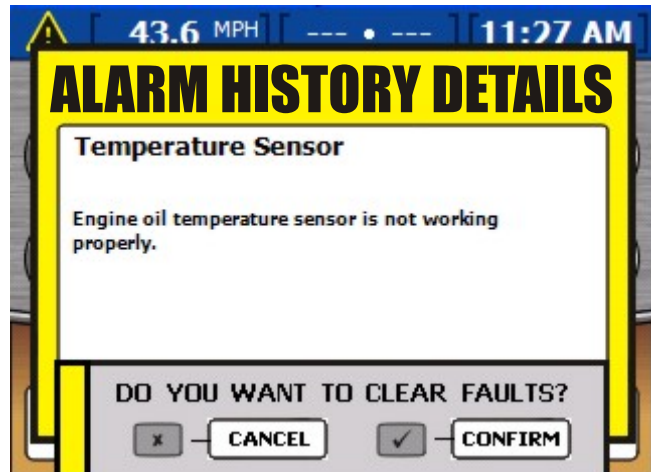 43.6 MPH --- • --- 11:27 AM
ALARM HISTORY DETAILS
Temperature Sensor
Engine oil temperature sensor is not working
properly.
DO YOU WANT TO CLEAR FAULTS?
x CANCEL ✓ CONFIRM